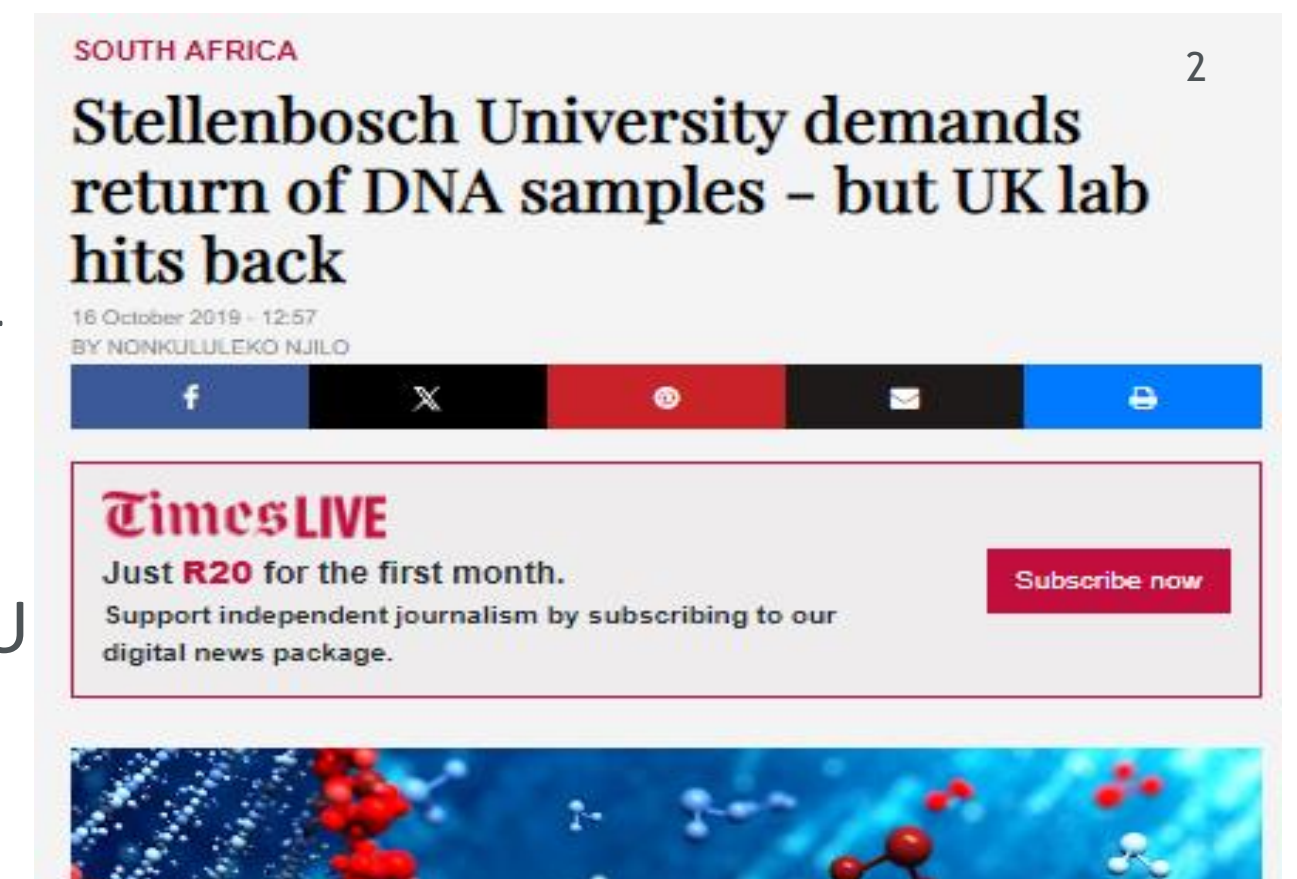 SOUTH AFRICA
2
Stellenbosch University demands
return of DNA samples – but UK lab
hits back
16 October 2019 - 12:57
BY NONKULULEKO NJILO
TimesLIVE
Just R20 for the first month.
Support independent journalism by subscribing to our
digital news package.
Subscribe now
U